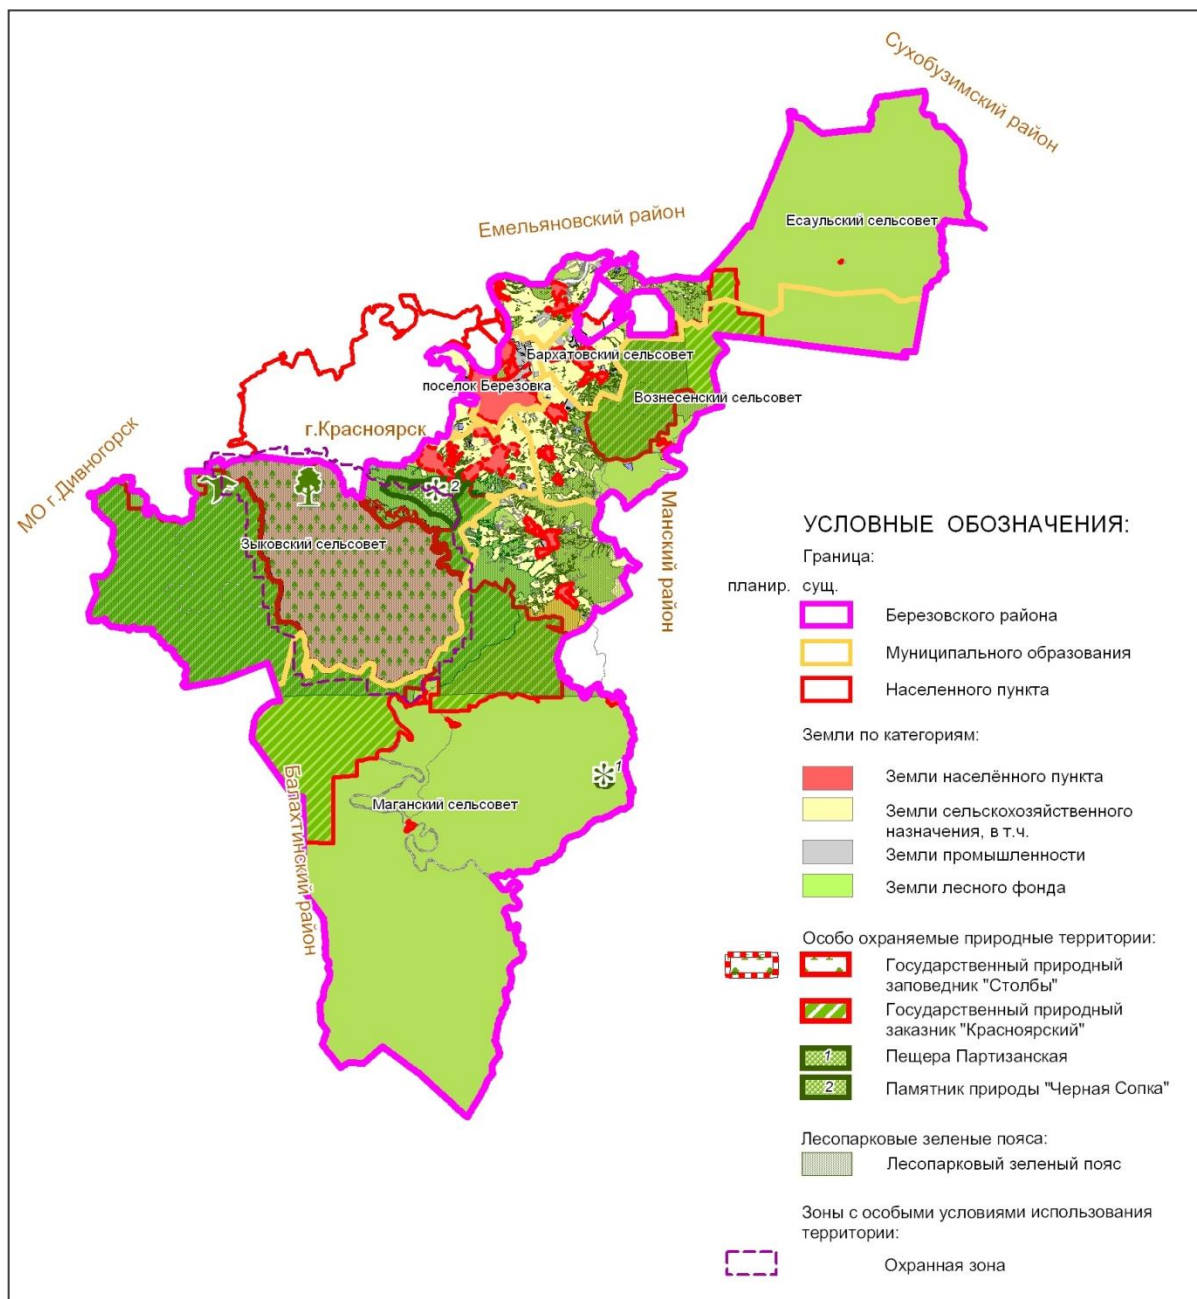 Сухобузимский район
Емельяновский район
Есаульский сельсовет
Бархатовский сельсовет
поселок Березовка
Вознесенский сельсовет
г.Красноярск
МО г.Дивногорск
2
Зыковский сельсовет
Манский район
1
Маганский сельсовет
Балахтинский район
УСЛОВНЫЕ ОБОЗНАЧЕНИЯ:
Граница:
планир. сущ.
Березовского района
Муниципального образования
Населенного пункта
Земли по категориям:
Земли населённого пункта
Земли сельскохозяйственного
назначения, в т.ч.
Земли промышленности
Земли лесного фонда
Особо охраняемые природные территории:
Государственный природный
заповедник "Столбы"
Государственный природный
заказник "Красноярский"
1 Пещера Партизанская
2 Памятник природы "Черная Сопка"
Лесопарковые зеленые пояса:
Лесопарковый зеленый пояс
Зоны с особыми условиями использования
территории:
Охранная зона